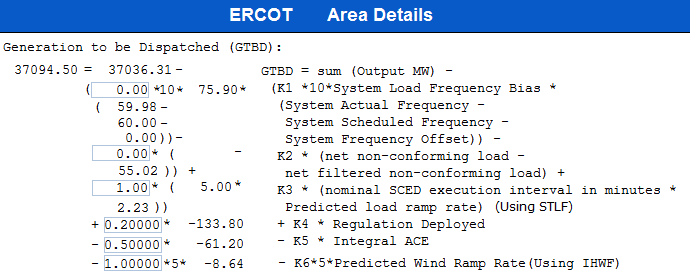 ERCOT Area Details
Generation to be Dispatched (GTBD):
37094.50 = 37036.31 - GTBD = sum (Output MW) -
( 0.00 *10* 75.90* (K1 *10*System Load Frequency Bias *
( 59.98 - (System Actual Frequency -
60.00 - System Scheduled Frequency -
0.00 )) - System Frequency Offset)) -
0.00 * ( - K2 * (net non-conforming load -
55.02 )) + net filtered non-conforming load) +
1.00 * ( 5.00 * K3 * (nominal SCED execution interval in minutes *
2.23 )) Predicted load ramp rate) (Using STLF)
+ 0.20000 * -133.80 + K4 * Regulation Deployed
- 0.50000 * -61.20 - K5 * Integral ACE
- 1.00000 *5* -8.64 - K6*5*Predicted Wind Ramp Rate(Using IHWF)